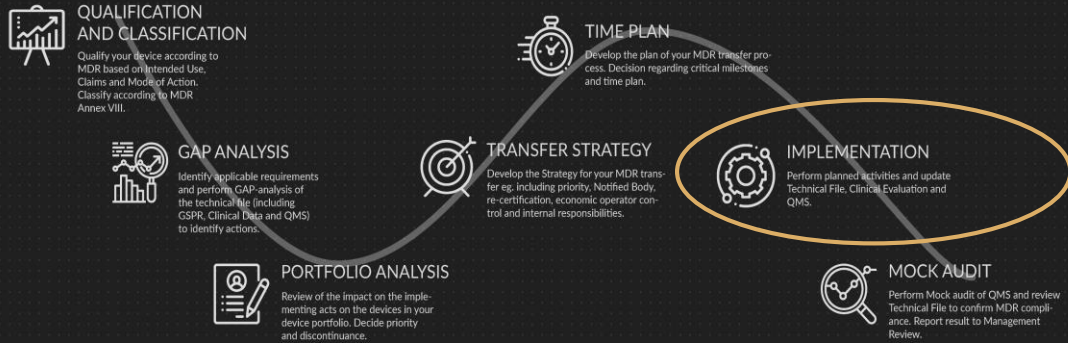 QUALIFICATION
AND CLASSIFICATION
Qualify your device according to
MDR based on Intended Use,
Claims and Mode of Action.
Classify according to MDR
Annex VIII.
GAP ANALYSIS
Identify applicable requirements
and perform GAP-analysis of
the technical file (including
GSPR, Clinical Data and QMS)
to identify actions.
PORTFOLIO ANALYSIS
Review of the impact on the imple-
menting acts on the devices in your
device portfolio. Decide priority
and discontinuance.
TRANSFER STRATEGY
Develop the Strategy for your MDR trans-
fer eg. including priority, Notified Body,
re-certification, economic operator con-
trol and internal responsibilities.
TIME PLAN
Develop the plan of your MDR transfer pro-
cess. Decision regarding critical milestones
and time plan.
IMPLEMENTATION
Perform planned activities and update
Technical File, Clinical Evaluation and
QMS.
MOCK AUDIT
Perform Mock audit of QMS and review
Technical File to confirm MDR compli-
ance. Report result to Management
Review.